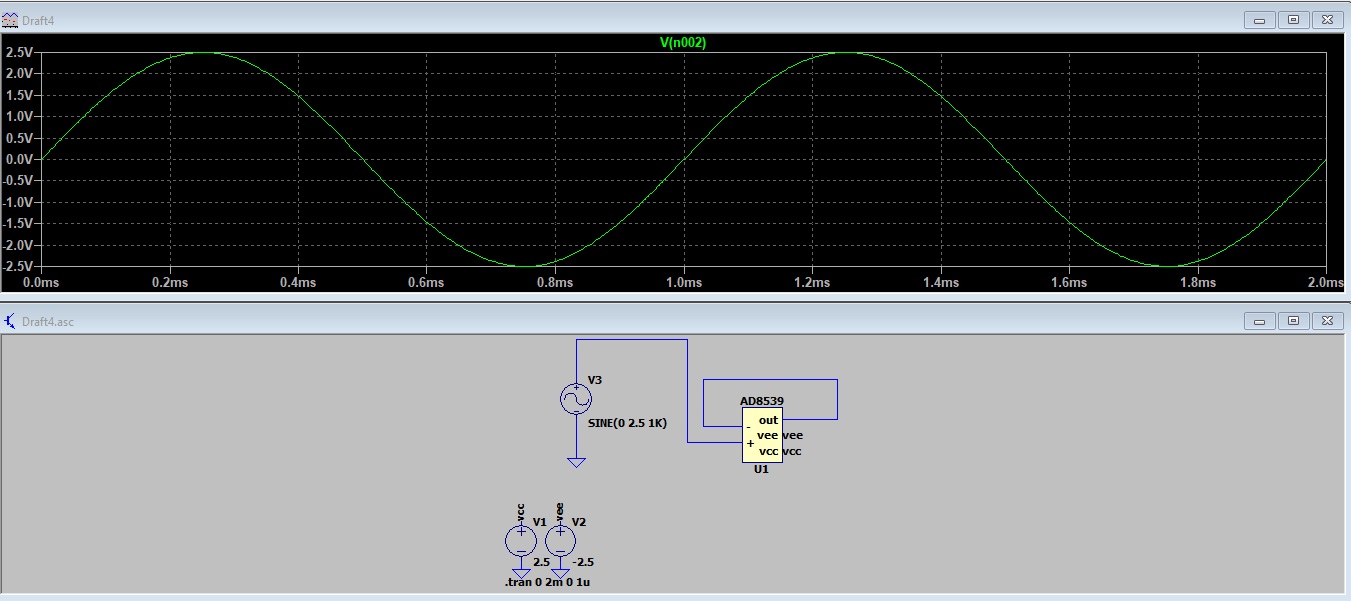 Draft4
V(n002)
2.5V
2.0V
1.5V
1.0V
0.5V
0.0V
-0.5V
-1.0V
-1.5V
-2.0V
-2.5V
0.0ms 0.2ms 0.4ms 0.6ms 0.8ms 1.0ms 1.2ms 1.4ms 1.6ms 1.8ms 2.0ms
Draft4.asc
V3
SINE(0 2.5 1K)
AD8539
out
-
vee vee
+
vcc vcc
U1
vcc vee
V1 V2
+ +
2.5 -2.5
.tran 0 2m 0 1u